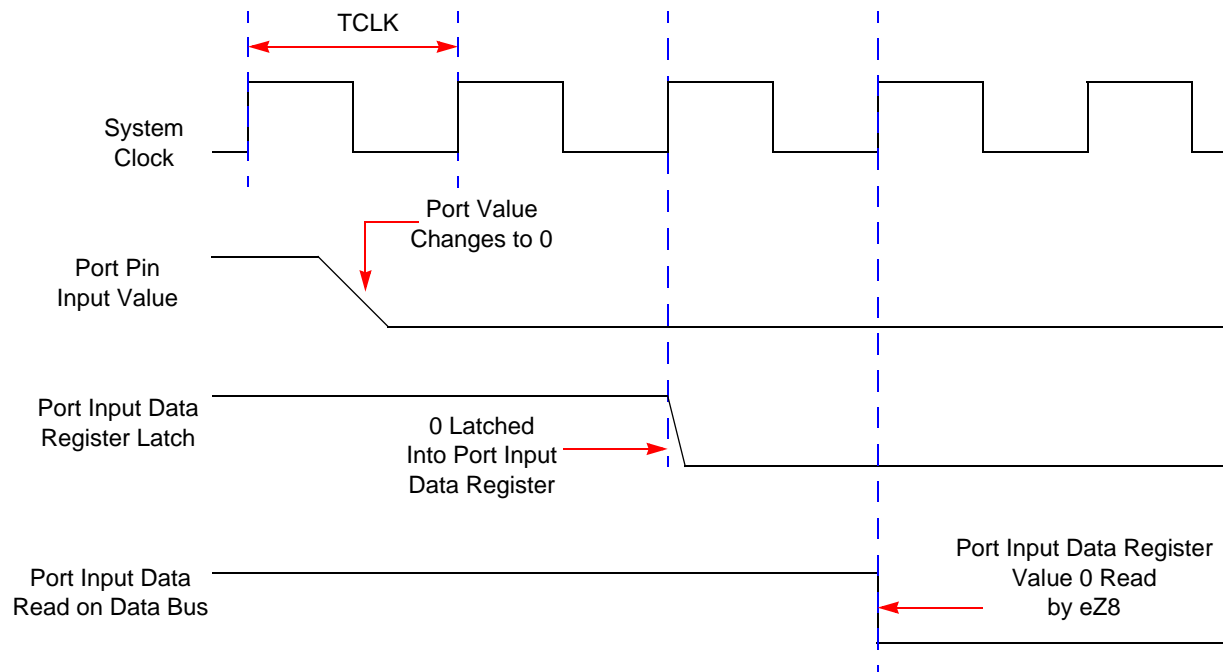 TCLK
System
Clock
Port Value
Changes to 0
Port Pin
Input Value
Port Input Data
Register Latch
0 Latched
Into Port Input
Data Register
Port Input Data
Read on Data Bus
Port Input Data Register
Value 0 Read
by eZ8